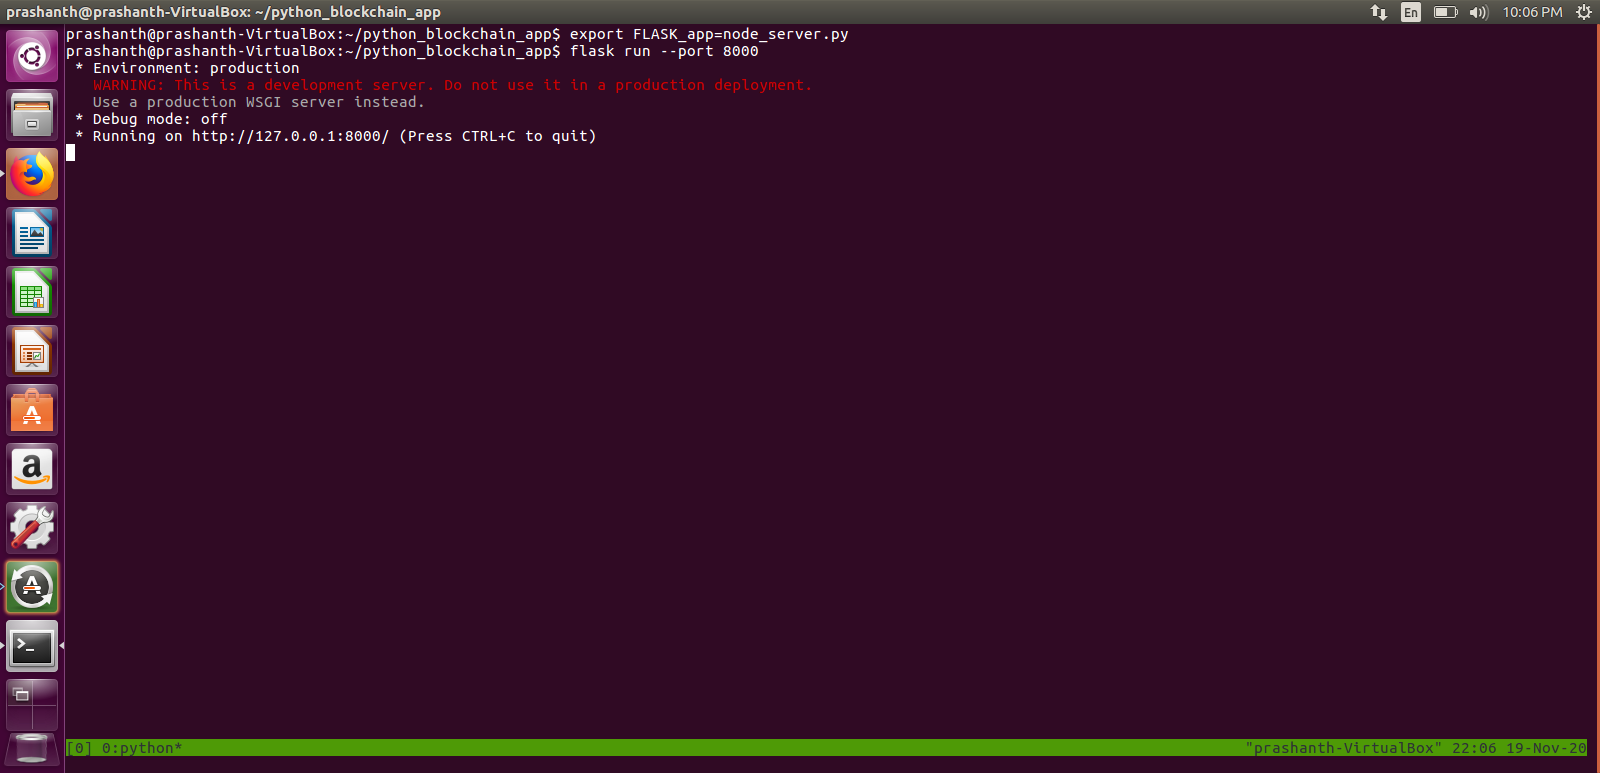 prashanth@prashanth-VirtualBox: ~/python_blockchain_app
En
10:06 PM
prashanth@prashanth-VirtualBox:~/python_blockchain_app$ export FLASK_app=node_server.py
prashanth@prashanth-VirtualBox:~/python_blockchain_app$ flask run --port 8000
* Environment: production
WARNING: This is a development server. Do not use it in a production deployment.
Use a production WSGI server instead.
* Debug mode: off
* Running on http://127.0.0.1:8000/ (Press CTRL+C to quit)
[0] 0:python*
"prashanth-VirtualBox" 22:06 19-Nov-20